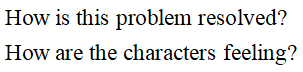 How is this problem resolved?
How are the characters feeling?